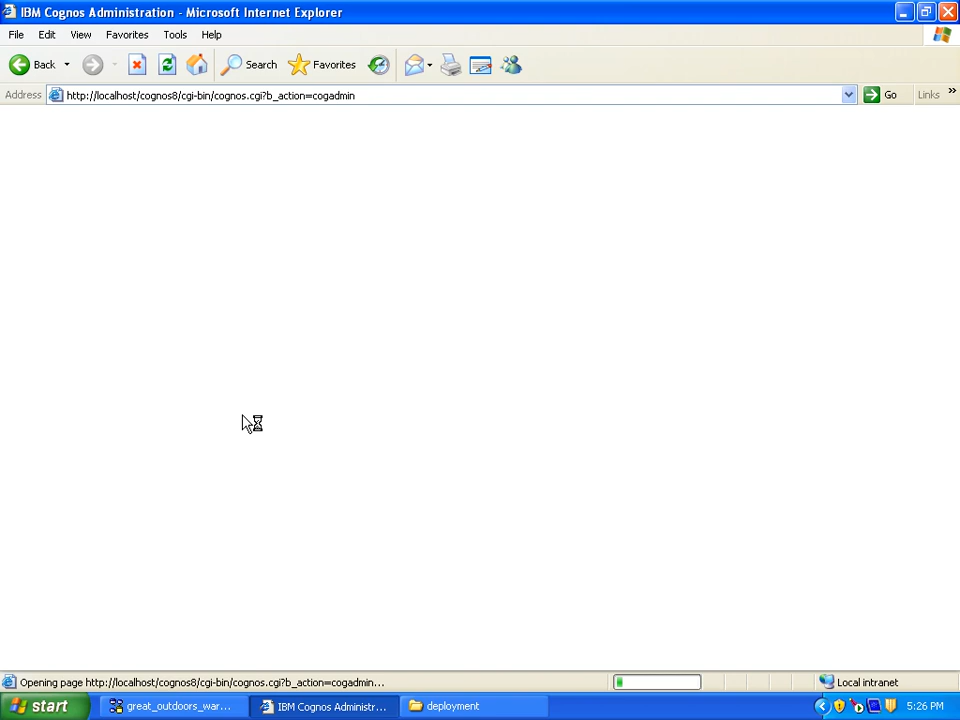 IBM Cognos Administration - Microsoft Internet Explorer
File Edit View Favorites Tools Help
Back Search Favorites
Address http://localhost/cognos8/cgi-bin/cognos.cgi?b_action=cogadmin Go Links »
Opening page http://localhost/cognos8/cgi-bin/cognos.cgi?b_action=cogadmin... Local intranet
start great_outdoors_war... IBM Cognos Administr... deployment 5:26 PM